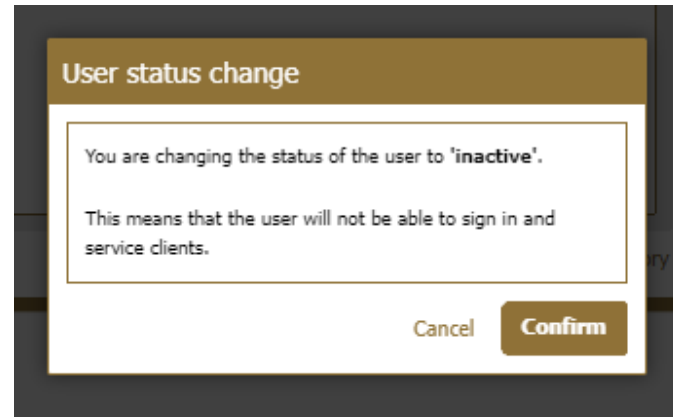 User status change
You are changing the status of the user to 'inactive'.
This means that the user will not be able to sign in and
service clients.
Cancel
Confirm